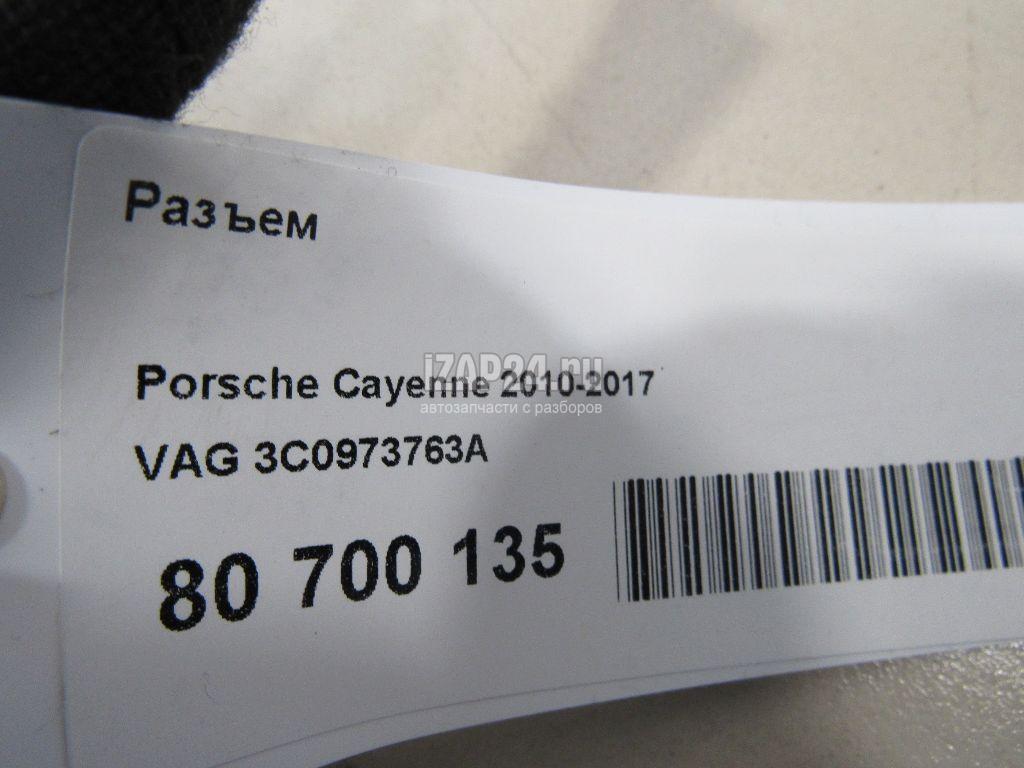 Разъем
iZAP24.ru
Porsche Cayenne 2010-2017
автозапчасти с разборов
VAG 3C0973763A
80 700 135